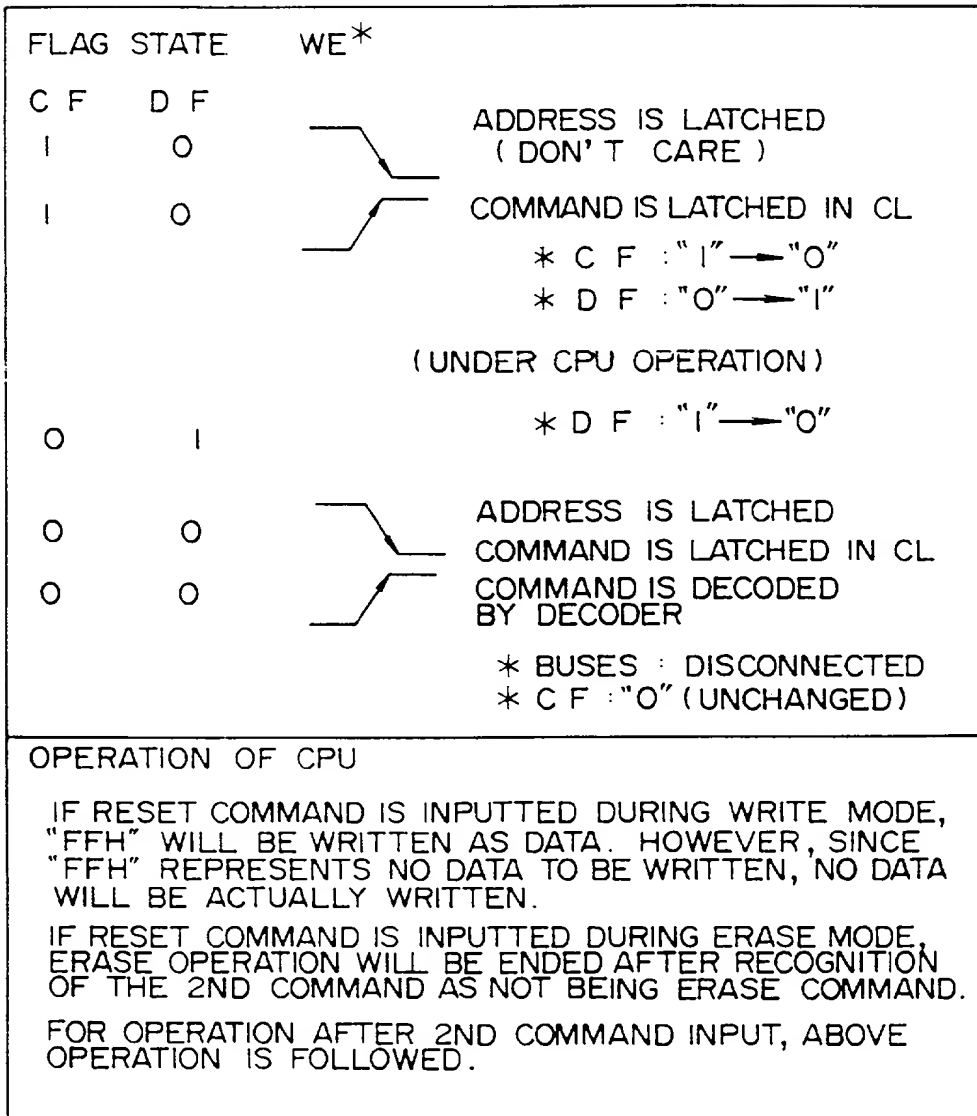 FLAG STATE WE*
C F D F
1 0 ADDRESS IS LATCHED
(DON'T CARE)
1 0 COMMAND IS LATCHED IN CL
* C F : "1"→"0"
* D F : "0"→"1"
(UNDER CPU OPERATION)
* D F : "1"→"0"
0 1
0 0 ADDRESS IS LATCHED
COMMAND IS LATCHED IN CL
0 0 COMMAND IS DECODED
BY DECODER
* BUSES : DISCONNECTED
* C F : "0" (UNCHANGED)
OPERATION OF CPU
IF RESET COMMAND IS INPUTTED DURING WRITE MODE,
"FFH" WILL BE WRITTEN AS DATA. HOWEVER, SINCE
"FFH" REPRESENTS NO DATA TO BE WRITTEN, NO DATA
WILL BE ACTUALLY WRITTEN.
IF RESET COMMAND IS INPUTTED DURING ERASE MODE,
ERASE OPERATION WILL BE ENDED AFTER RECOGNITION
OF THE 2ND COMMAND AS NOT BEING ERASE COMMAND.
FOR OPERATION AFTER 2ND COMMAND INPUT, ABOVE
OPERATION IS FOLLOWED.